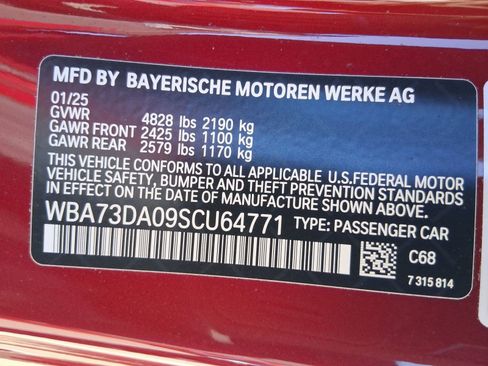 MFD BY BAYERISCHE MOTOREN WERKE AG
01/25
GVWR 4828 lbs 2190 kg
GAWR FRONT 2425 lbs 1100 kg
GAWR REAR 2579 lbs 1170 kg
THIS VEHICLE CONFORMS TO ALL APPLICABLE U.S.FEDERAL MOTOR
VEHICLE SAFETY, BUMPER AND THEFT PREVENTION STANDARDS
IN EFFECT ON THE DATE OF MANUFACTURE SHOWN ABOVE.
WBA73DA09SCU64771 TYPE: PASSENGER CAR
C68
7 315 814